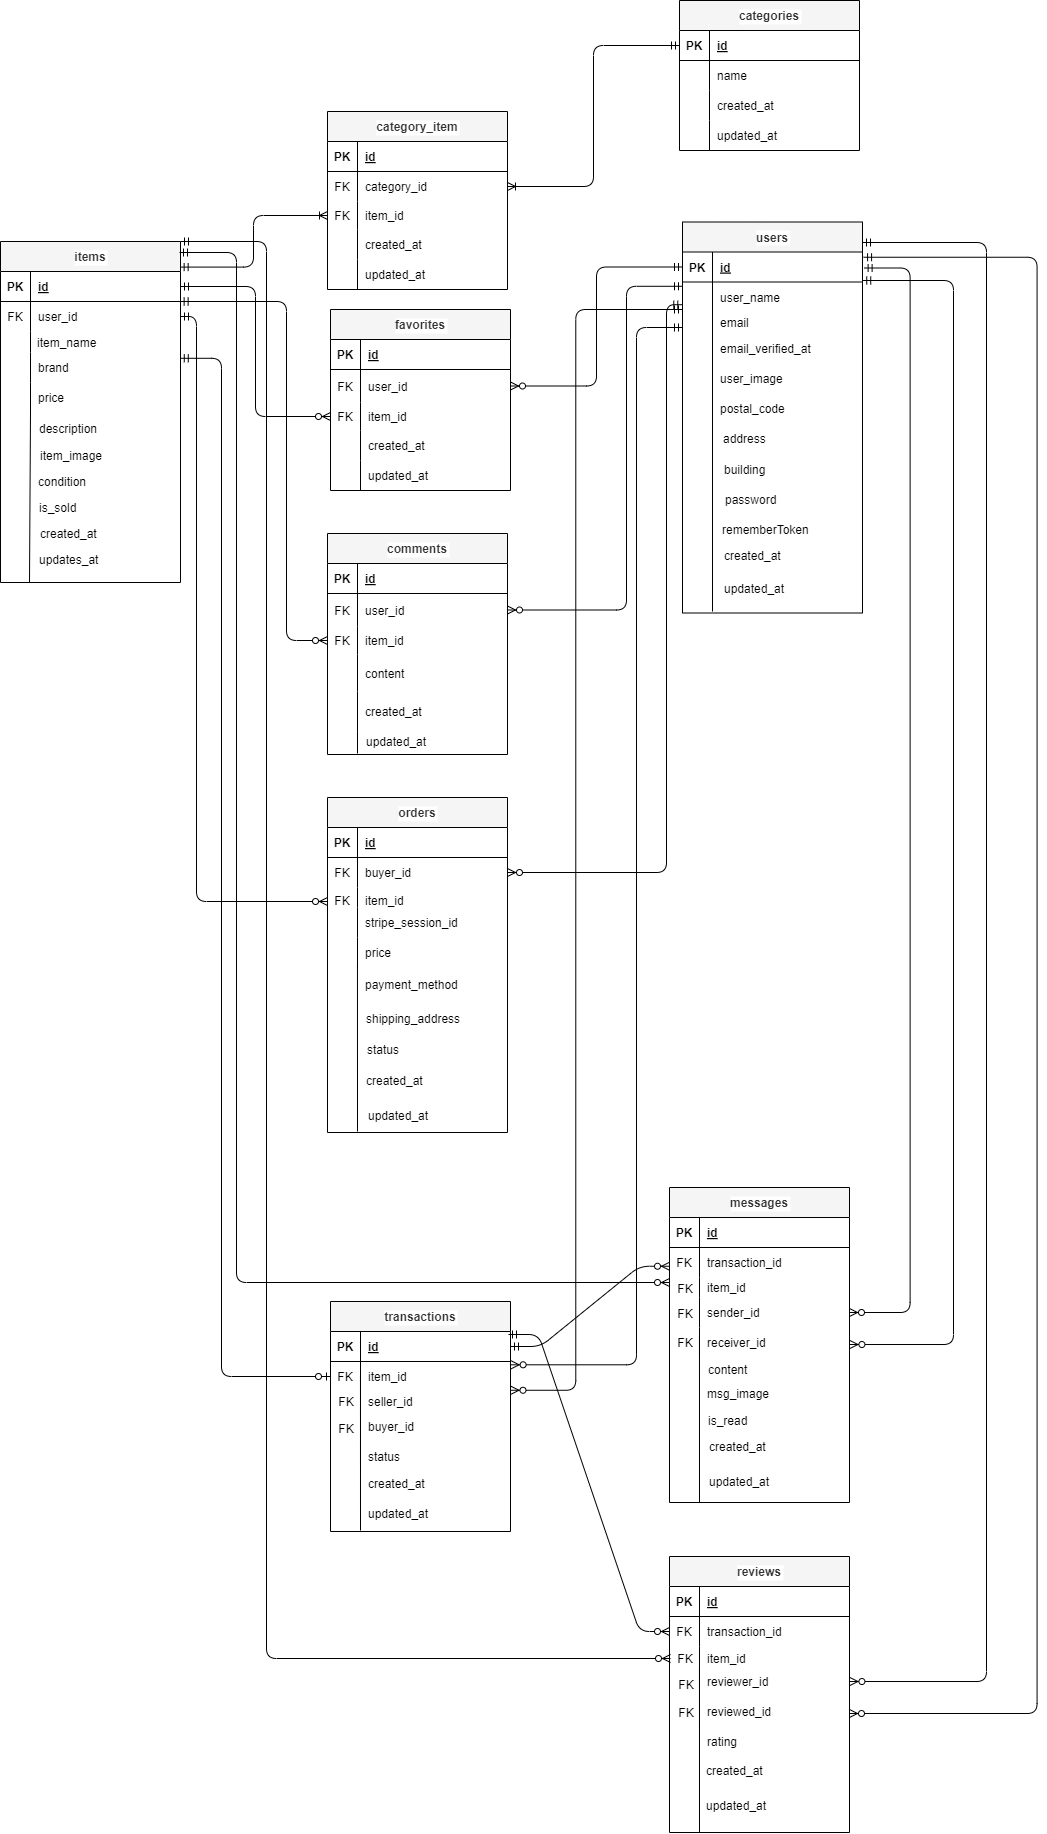 categories
PK id
name
created_at
updated_at
category_item
PK id
FK category_id
FK item_id
created_at
updated_at
items
PK id
FK user_id
item_name
brand
price
description
item_image
condition
is_sold
created_at
updates_at
users
PK id
user_name
email
email_verified_at
user_image
postal_code
address
building
password
rememberToken
created_at
updated_at
favorites
PK id
FK user_id
FK item_id
created_at
updated_at
comments
PK id
FK user_id
FK item_id
content
created_at
updated_at
orders
PK id
FK buyer_id
FK item_id
stripe_session_id
price
payment_method
shipping_address
status
created_at
updated_at
messages
PK id
FK transaction_id
FK item_id
FK sender_id
FK receiver_id
content
msg_image
is_read
created_at
updated_at
transactions
PK id
FK item_id
FK seller_id
FK buyer_id
status
created_at
updated_at
reviews
PK id
FK transaction_id
FK item_id
FK reviewer_id
FK reviewed_id
rating
created_at
updated_at